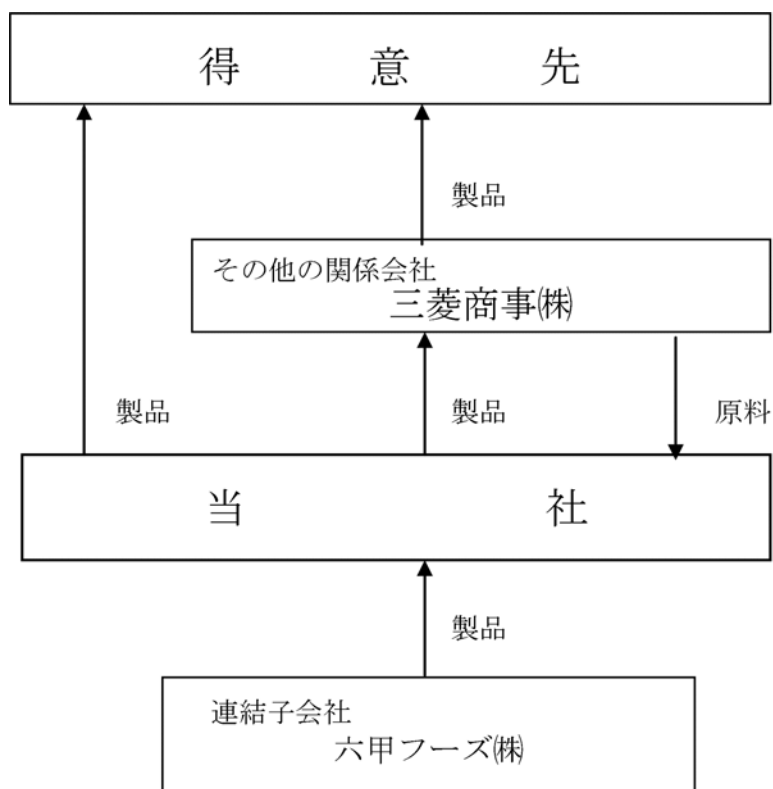 得意先
製品
その他の関係会社
三菱商事㈱
製品
製品
原料
当社
製品
連結子会社
六甲フーズ㈱